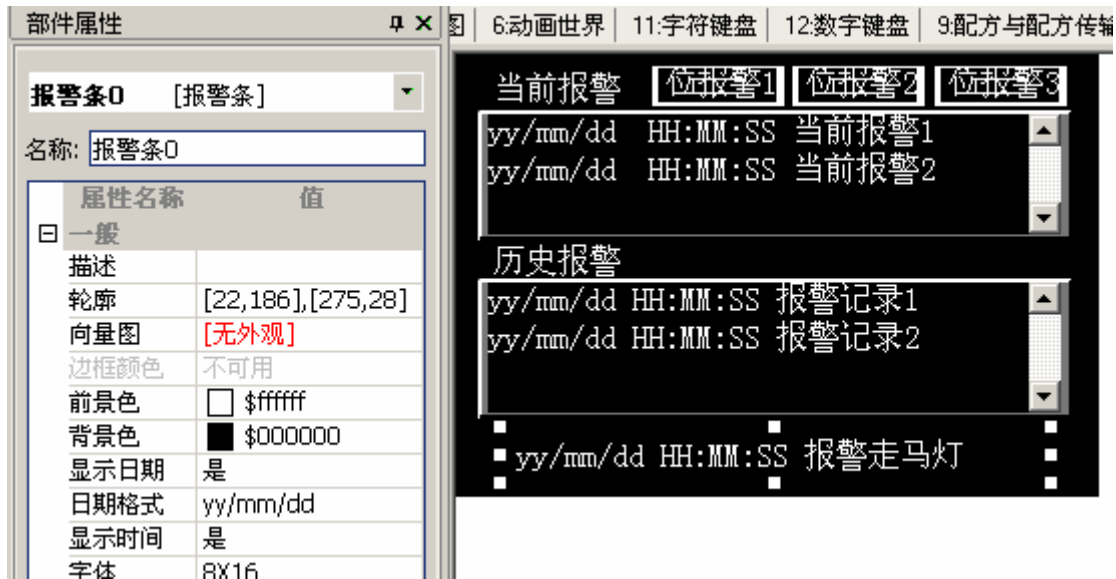 部件属性
图 6:动画世界 11:字符键盘 12:数字键盘 9:配方与配方传输
报警条0 [报警条]
名称: 报警条0
属性名称 值
一般
描述
轮廓 [22,186],[275,28]
向量图 [无外观]
边框颜色 不可用
前景色 $ffffff
背景色 $000000
显示日期 是
日期格式 yy/mm/dd
显示时间 是
字体 8X16
当前报警 位报警1 位报警2 位报警3
yy/mm/dd HH:MM:SS 当前报警1
yy/mm/dd HH:MM:SS 当前报警2
历史报警
yy/mm/dd HH:MM:SS 报警记录1
yy/mm/dd HH:MM:SS 报警记录2
yy/mm/dd HH:MM:SS 报警走马灯